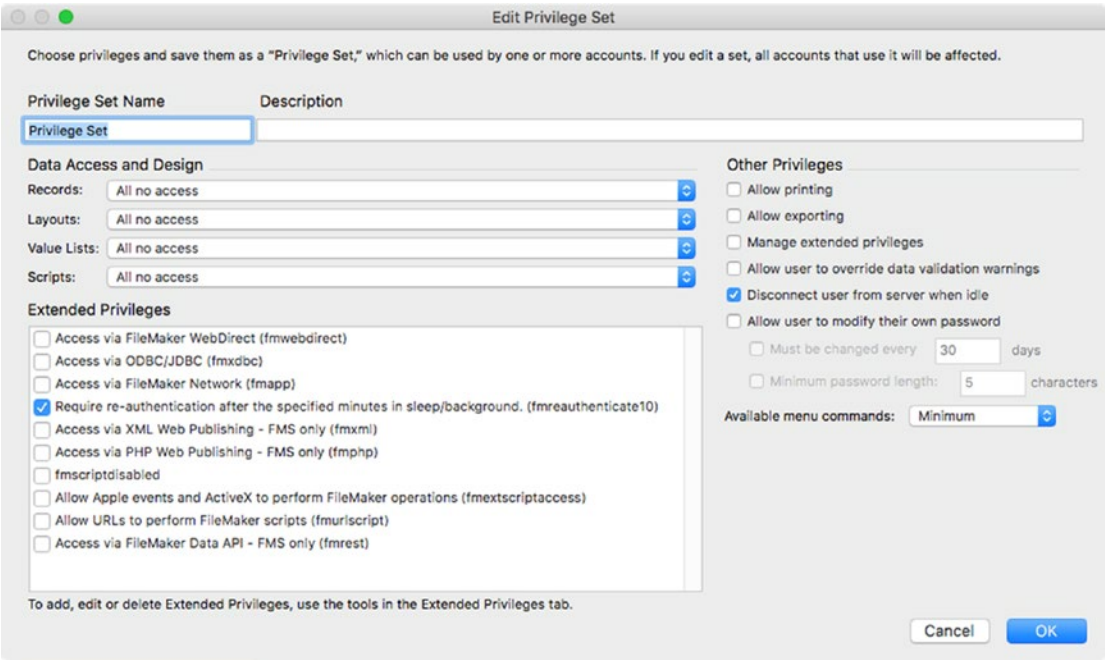 Edit Privilege Set
Choose privileges and save them as a “Privilege Set,” which can be used by one or more accounts. If you edit a set, all accounts that use it will be affected.
Privilege Set Name
Description
Privilege Set
Data Access and Design
Records: All no access
Layouts: All no access
Value Lists: All no access
Scripts: All no access
Extended Privileges
Access via FileMaker WebDirect (fmwebdirect)
Access via ODBC/JDBC (fmxdbc)
Access via FileMaker Network (fmapp)
Require re-authentication after the specified minutes in sleep/background. (fmreauthenticate10)
Access via XML Web Publishing - FMS only (fmxml)
Access via PHP Web Publishing - FMS only (fmphp)
fmscriptdisabled
Allow Apple events and ActiveX to perform FileMaker operations (fmextscriptaccess)
Allow URLs to perform FileMaker scripts (fmurlscript)
Access via FileMaker Data API - FMS only (fmrest)
To add, edit or delete Extended Privileges, use the tools in the Extended Privileges tab.
Other Privileges
Allow printing
Allow exporting
Manage extended privileges
Allow user to override data validation warnings
Disconnect user from server when idle
Allow user to modify their own password
Must be changed every 30 days
Minimum password length: 5 characters
Available menu commands: Minimum
Cancel
OK